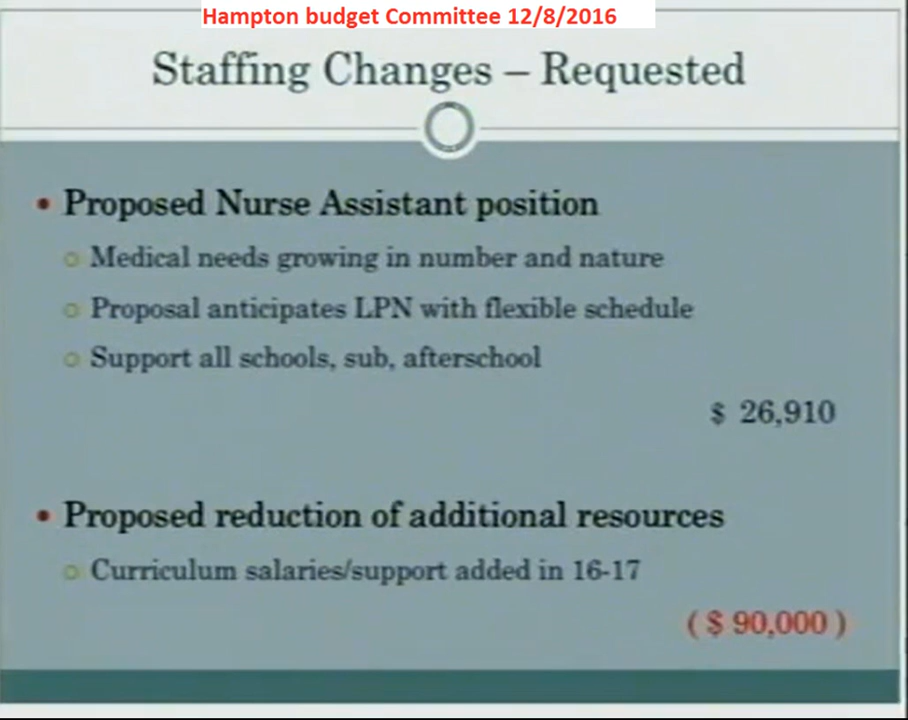 Hampton budget Committee 12/8/2016
Staffing Changes – Requested
• Proposed Nurse Assistant position
o Medical needs growing in number and nature
o Proposal anticipates LPN with flexible schedule
o Support all schools, sub, afterschool
$ 26,910
• Proposed reduction of additional resources
o Curriculum salaries/support added in 16-17
( $ 90,000 )